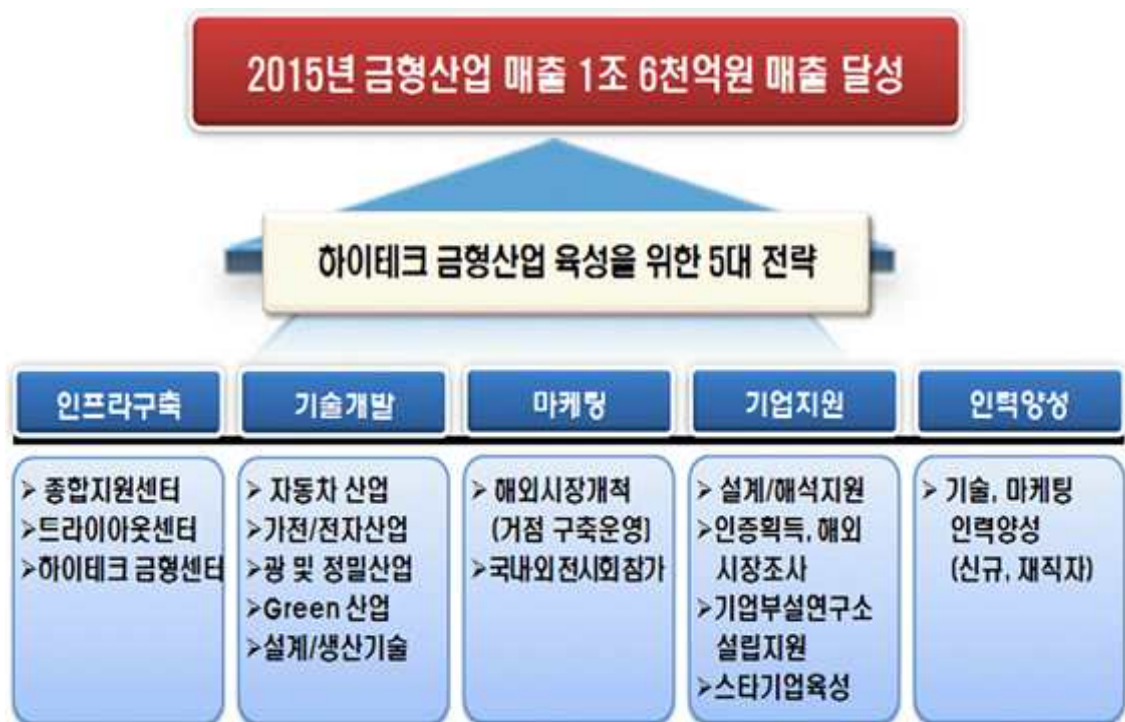 2015년 금형산업 매출 1조 6천억원 매출 달성
하이테크 금형산업 육성을 위한 5대 전략
인프라구축
➢ 종합지원센터
➢트라이아웃센터
➢하이테크 금형센터
기술개발
➢ 자동차 산업
➢가전/전자산업
➢광 및 정밀산업
➢Green 산업
➢설계/생산기술
마케팅
➢ 해외시장개척
(거점 구축운영)
➢국내외전시회참가
기업지원
➢ 설계/해석지원
➢인증획득, 해외
시장조사
➢기업부설연구소
설립지원
➢스타기업육성
인력양성
➢ 기술, 마케팅
인력양성
(신규, 재직자)